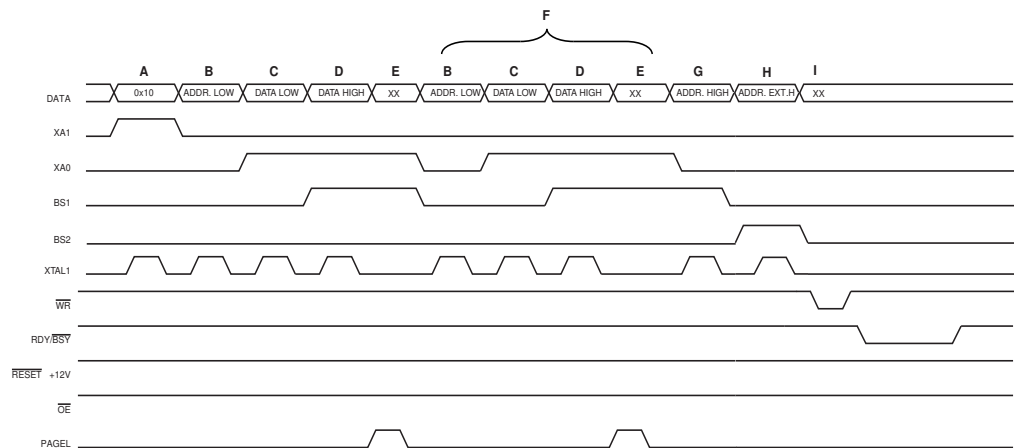 F
A B C D E B C D E G H I
DATA 0x10 ADDR. LOW DATA LOW DATA HIGH XX ADDR. LOW DATA LOW DATA HIGH XX ADDR. HIGH ADDR. EXT.H XX
XA1
XA0
BS1
BS2
XTAL1
WR
RDY/BSY
RESET +12V
OE
PAGEL